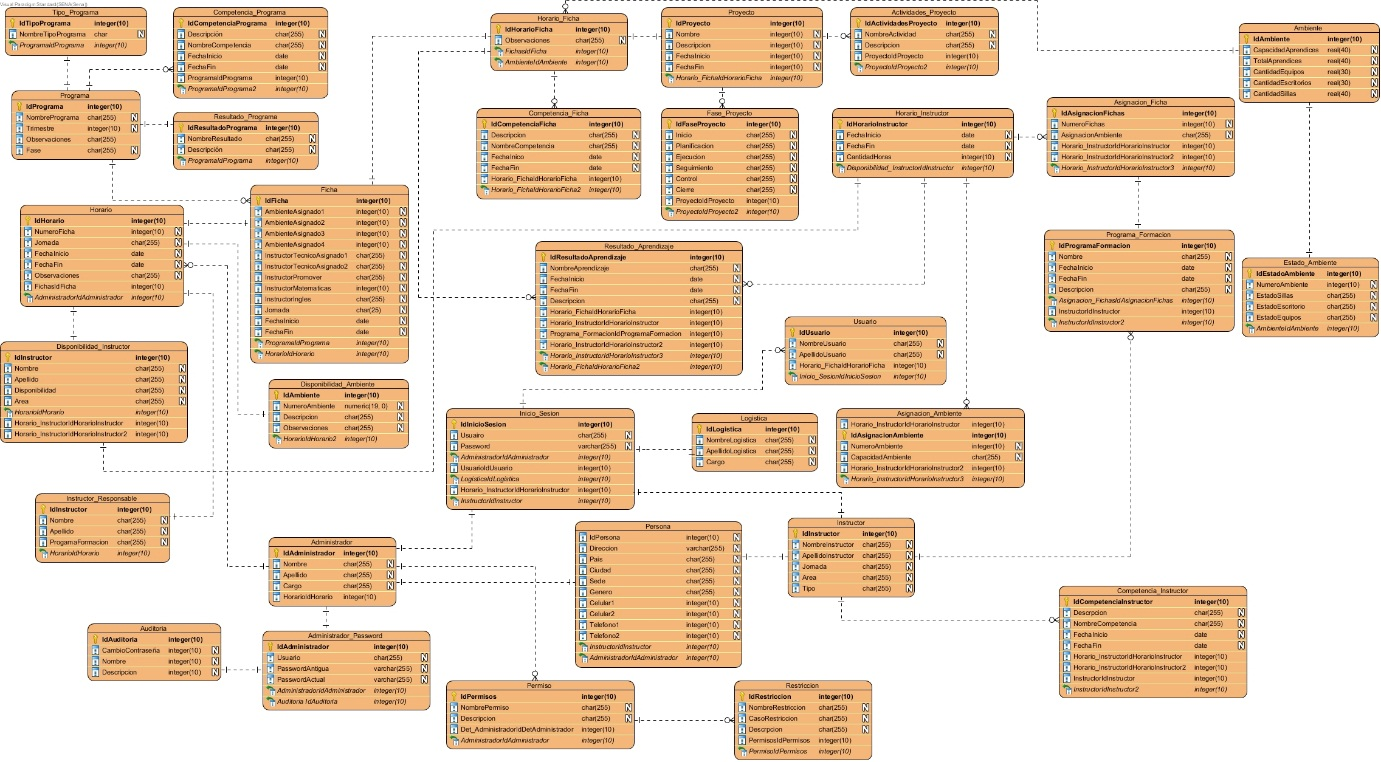 Visual Paradigm Standard(SENA(Sena))
Tipo_Programa
IdTipoPrograma integer(10)
NombreTipoPrograma char N
ProgramaIdPrograma integer(10)
Competencia_Programa
IdCompetenciaPrograma integer(10)
Descripción char(255) N
NombreCompetencia char(255) N
FechaInicio date N
FechaFin date N
ProgramaIdPrograma integer(10)
ProgramaIdPrograma2 integer(10)
Horario_Ficha
IdHorarioFicha integer(10)
Observaciones char(255) N
FichaIdFicha integer(10)
AmbienteIdAmbiente integer(10)
Proyecto
IdProyecto integer(10)
Nombre integer(10) N
Descripcion integer(10) N
FechaInicio integer(10) N
FechaFin integer(10) N
Horario_FichaIdHorarioFicha integer(10)
Actividades_Proyecto
IdActividadesProyecto integer(10)
NombreActividad char(255) N
Descripcion char(255) N
ProyectoIdProyecto integer(10)
ProyectoIdProyecto2 integer(10)
Ambiente
IdAmbiente integer(10)
CapacidadAprendices real(40) N
TotalAprendices real(40) N
CantidadEquipos real(30) N
CantidadEscritorios real(30) N
CantidadSillas real(40) N
Programa
IdPrograma integer(10)
NombrePrograma char(255) N
Trimestre integer(10) N
Observaciones char(255) N
Fase char(255) N
Resultado_Programa
IdResultadoPrograma integer(10)
NombreResultado char(255) N
Descripción char(255) N
ProgramaIdPrograma integer(10)
Competencia_Ficha
IdCompetenciaFicha integer(10)
Descripcion char(255) N
NombreCompetencia char(255) N
FechaInico date N
FechaFin date N
Horario_FichaIdHorarioFicha integer(10)
Horario_FichaIdHorarioFicha2 integer(10)
Fase_Proyecto
IdFaseProyecto integer(10)
Inicio char(255) N
Planificacion char(255) N
Ejecucion char(255) N
Seguimiento char(255) N
Control char(255) N
Cierre char(255) N
ProyectoIdProyecto integer(10)
ProyectoIdProyecto2 integer(10)
Horario_Instructor
IdHorarioInstructor integer(10)
FechaInicio date N
FechaFin date N
CantidadHoras integer(10) N
Disponibilidad_InstructorIdInstructor integer(10)
Asignacion_Ficha
IdAsignacionFichas integer(10)
NumeroFichas integer(10) N
AsignacionAmbiente char(255) N
Horario_InstructorIdHorarioInstructor integer(10)
Horario_InstructorIdHorarioInstructor2 integer(10)
Horario_InstructorIdHorarioInstructor3 integer(10)
Horario
IdHorario integer(10)
NumeroFicha integer(10) N
Jornada char(255) N
FechaInicio date N
FechaFin date N
Observaciones char(255) N
FichasIdFicha integer(10)
AdministradorIdAdministrador integer(10)
Ficha
IdFicha integer(10)
AmbienteAsignado1 integer(10) N
AmbienteAsignado2 integer(10) N
AmbienteAsignado3 integer(10) N
AmbienteAsignado4 integer(10) N
InstructorTecnicoAsignado1 integer(10) N
InstructorTecnicoAsignado2 integer(10) N
InstructorPromover integer(10) N
InstructorMatematicas integer(10) N
InstructorIngles char(255) N
Jornada char(25) N
FechaInicio date N
FechaFin date N
ProgramaIdPrograma integer(10)
HorarioIdHorario integer(10)
Resultado_Aprendizaje
IdResultadoAprendizaje integer(10)
NombreAprendizaje char(255) N
FechaInicio date N
FechaFin date N
Descripcion char(255) N
Horario_FichaIdHorarioFicha integer(10)
Horario_InstructorIdHorarioInstructor integer(10)
Programa_FormacionIdProgramaFormacion integer(10)
Horario_InstructorIdHorarioInstructor2 integer(10)
Horario_InstructorIdHorarioInstructor3 integer(10)
Horario_FichaIdHorarioFicha2 integer(10)
Programa_Formacion
IdProgramaFormacion integer(10)
Nombre char(255) N
FechaInicio date N
FechaFin date N
Descripcion char(255) N
Asignacion_FichasIdAsignacionFichas integer(10)
InstructorIdInstructor integer(10)
InstructorIdInstructor2 integer(10)
Estado_Ambiente
IdEstadoAmbiente integer(10)
NumeroAmbiente integer(10) N
EstadoSillas char(255) N
EstadoEscritorio char(255) N
EstadoEquipos char(255) N
AmbienteIdAmbiente integer(10)
Disponibilidad_Instructor
IdInstructor integer(10)
Nombre char(255) N
Apellido char(255) N
Disponibilidad char(255) N
Area char(255) N
HorarioIdHorario integer(10)
Horario_InstructorIdHorarioInstructor integer(10)
Horario_InstructorIdHorarioInstructor2 integer(10)
Disponibilidad_Ambiente
IdAmbiente integer(10)
NumeroAmbiente numeric(19, 0) N
Descripcion char(255) N
Observaciones char(255) N
HorarioIdHorario2 integer(10)
Usuario
IdUsuario integer(10)
NombreUsuario char(255) N
ApellidoUsuario char(255) N
Horario_FichaIdHorarioFicha integer(10)
Inicio_SesionIdInicioSesion integer(10)
Inicio_Sesion
IdInicioSesion integer(10)
Usuairo char(255) N
Password varchar(255) N
AdministradorIdAdministrador integer(10)
UsuarioIdUsuario integer(10)
LogisticaIdLogistica integer(10)
Horario_InstructorIdHorarioInstructor integer(10)
InstructorIdInstructor integer(10)
Logistica
IdLogistica integer(10)
NombreLogistica char(255) N
ApellidoLogistica char(255) N
Cargo char(255) N
Asignacion_Ambiente
Horario_InstructorIdHorarioInstructor integer(10)
IdAsignacionAmbiente integer(10)
NumeroAmbiente integer(10) N
CapacidadAmbiente char(255) N
Horario_InstructorIdHorarioInstructor2 integer(10)
Horario_InstructorIdHorarioInstructor3 integer(10)
Instructor_Responsable
IdInstructor integer(10)
Nombre char(255) N
Apellido char(255) N
ProgamaFormacion char(255) N
HorarioIdHorario integer(10)
Administrador
IdAdministrador integer(10)
Nombre char(255) N
Apellido char(255) N
Cargo char(255) N
HorarioIdHorario integer(10)
Persona
IdPersona integer(10) N
Direccion varchar(255) N
Pais char(255) N
Ciudad char(255) N
Sede char(255) N
Genero char(255) N
Celular1 integer(10) N
Celular2 integer(10) N
Telefono1 integer(10) N
Telefono2 integer(10) N
InstructorIdInstructor integer(10)
AdministradorIdAdministrador integer(10)
Instructor
IdInstructor integer(10)
NombreInstructor char(255) N
ApellidoInstructor char(255) N
Jornada char(255) N
Area char(255) N
Tipo char(255) N
Competencia_Instructor
IdCompetenciaInstructor integer(10)
Descrpcion char(255) N
NombreCompetencia char(255) N
FechaInicio date N
FechaFin date N
Horario_InstructorIdHorarioInstructor integer(10)
Horario_InstructorIdHorarioInstructor2 integer(10)
InstructorIdInstructor integer(10)
InstructorIdInstructor2 integer(10)
Auditoria
IdAuditoria integer(10)
CambioContraseña integer(10) N
Nombre integer(10) N
Descripcion integer(10) N
Administrador_Password
IdAdministrador integer(10)
Usuario char(255) N
PasswordAntigua varchar(255) N
PasswordActual varchar(255) N
AdministradorIdAdministrador integer(10)
Auditoria IdAuditoria integer(10)
Permiso
IdPermisos integer(10)
NombrePermiso char(255) N
Descripcion char(255) N
Det_AdministradorIdDetAdministrador integer(10)
AdministradorIdAdministrador integer(10)
Restriccion
IdRestriccion integer(10)
NombreRestriccion char(255) N
CasoRestriccion char(255) N
Descrpcion char(255) N
PermisosIdPermisos integer(10)
PermisoIdPermisos integer(10)